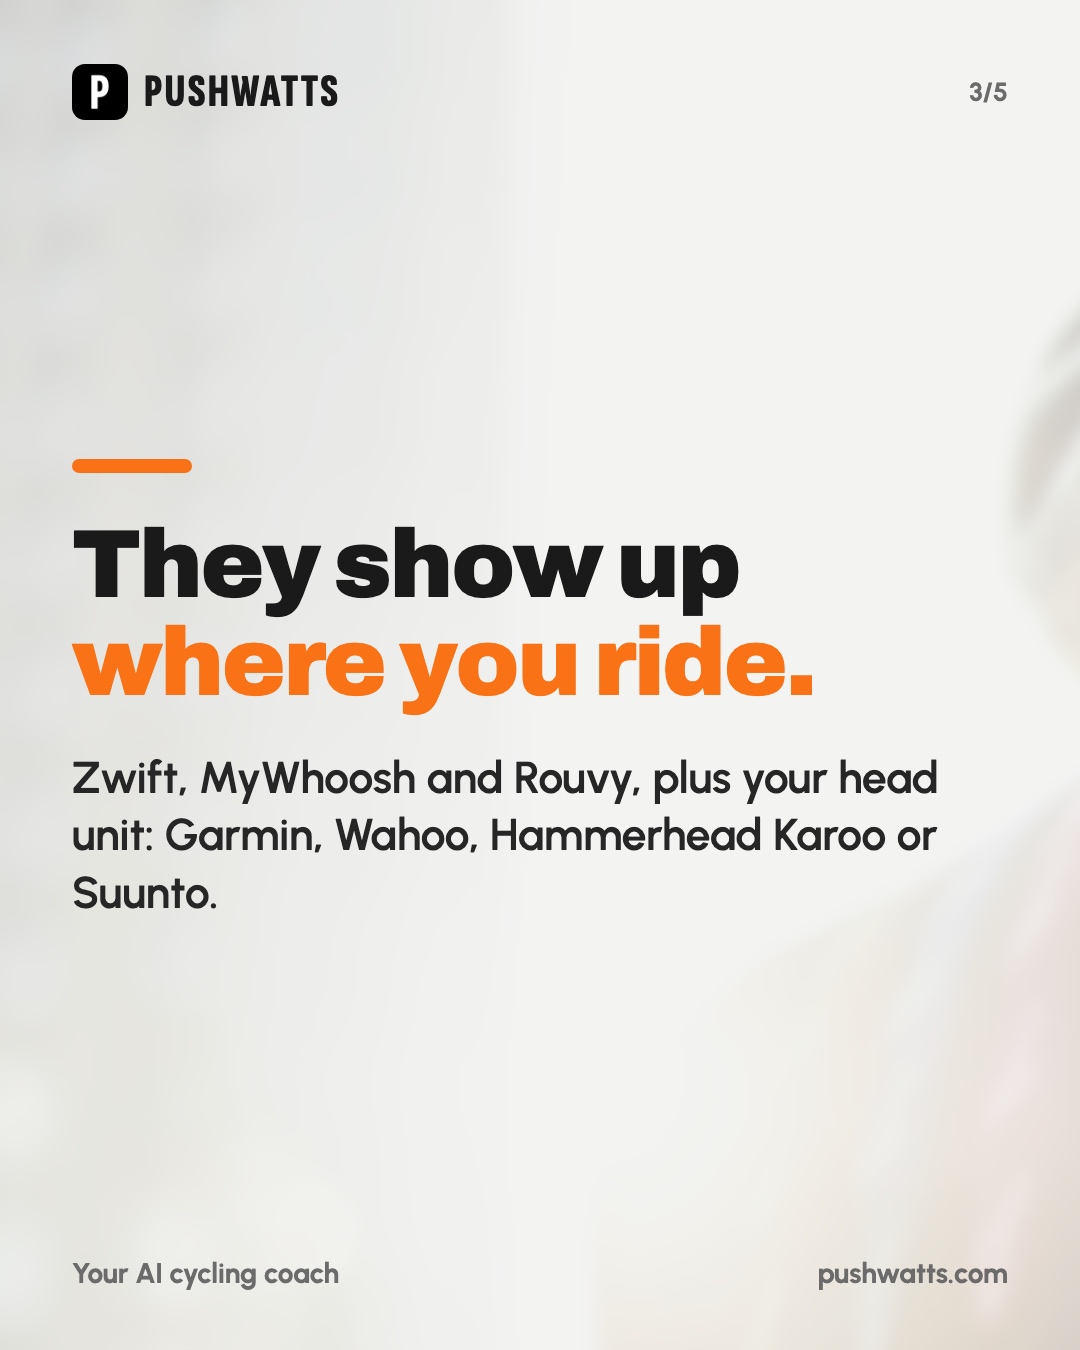 P PUSHWATTS
3/5
They show up
where you ride.
Zwift, MyWhoosh and Rouvy, plus your head
unit: Garmin, Wahoo, Hammerhead Karoo or
Suunto.
Your AI cycling coach
pushwatts.com